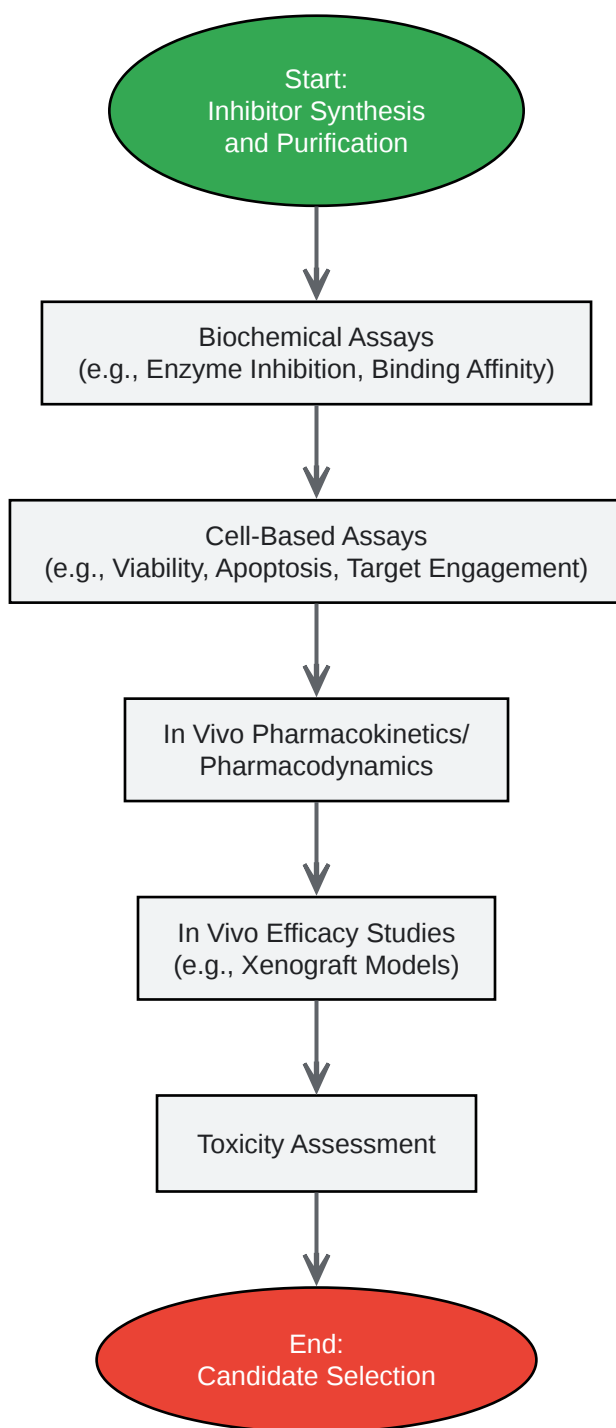 Start:
Inhibitor Synthesis
and Purification
Biochemical Assays
(e.g., Enzyme Inhibition, Binding Affinity)
Cell-Based Assays
(e.g., Viability, Apoptosis, Target Engagement)
In Vivo Pharmacokinetics/
Pharmacodynamics
In Vivo Efficacy Studies
(e.g., Xenograft Models)
Toxicity Assessment
End:
Candidate Selection